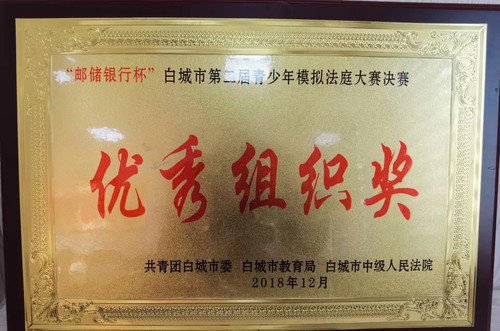 “邮储银行杯”白城市第二届青少年模拟法庭大赛决赛
优秀组织奖
共青团白城市委 白城市教育局 白城市中级人民法院
2018年12月